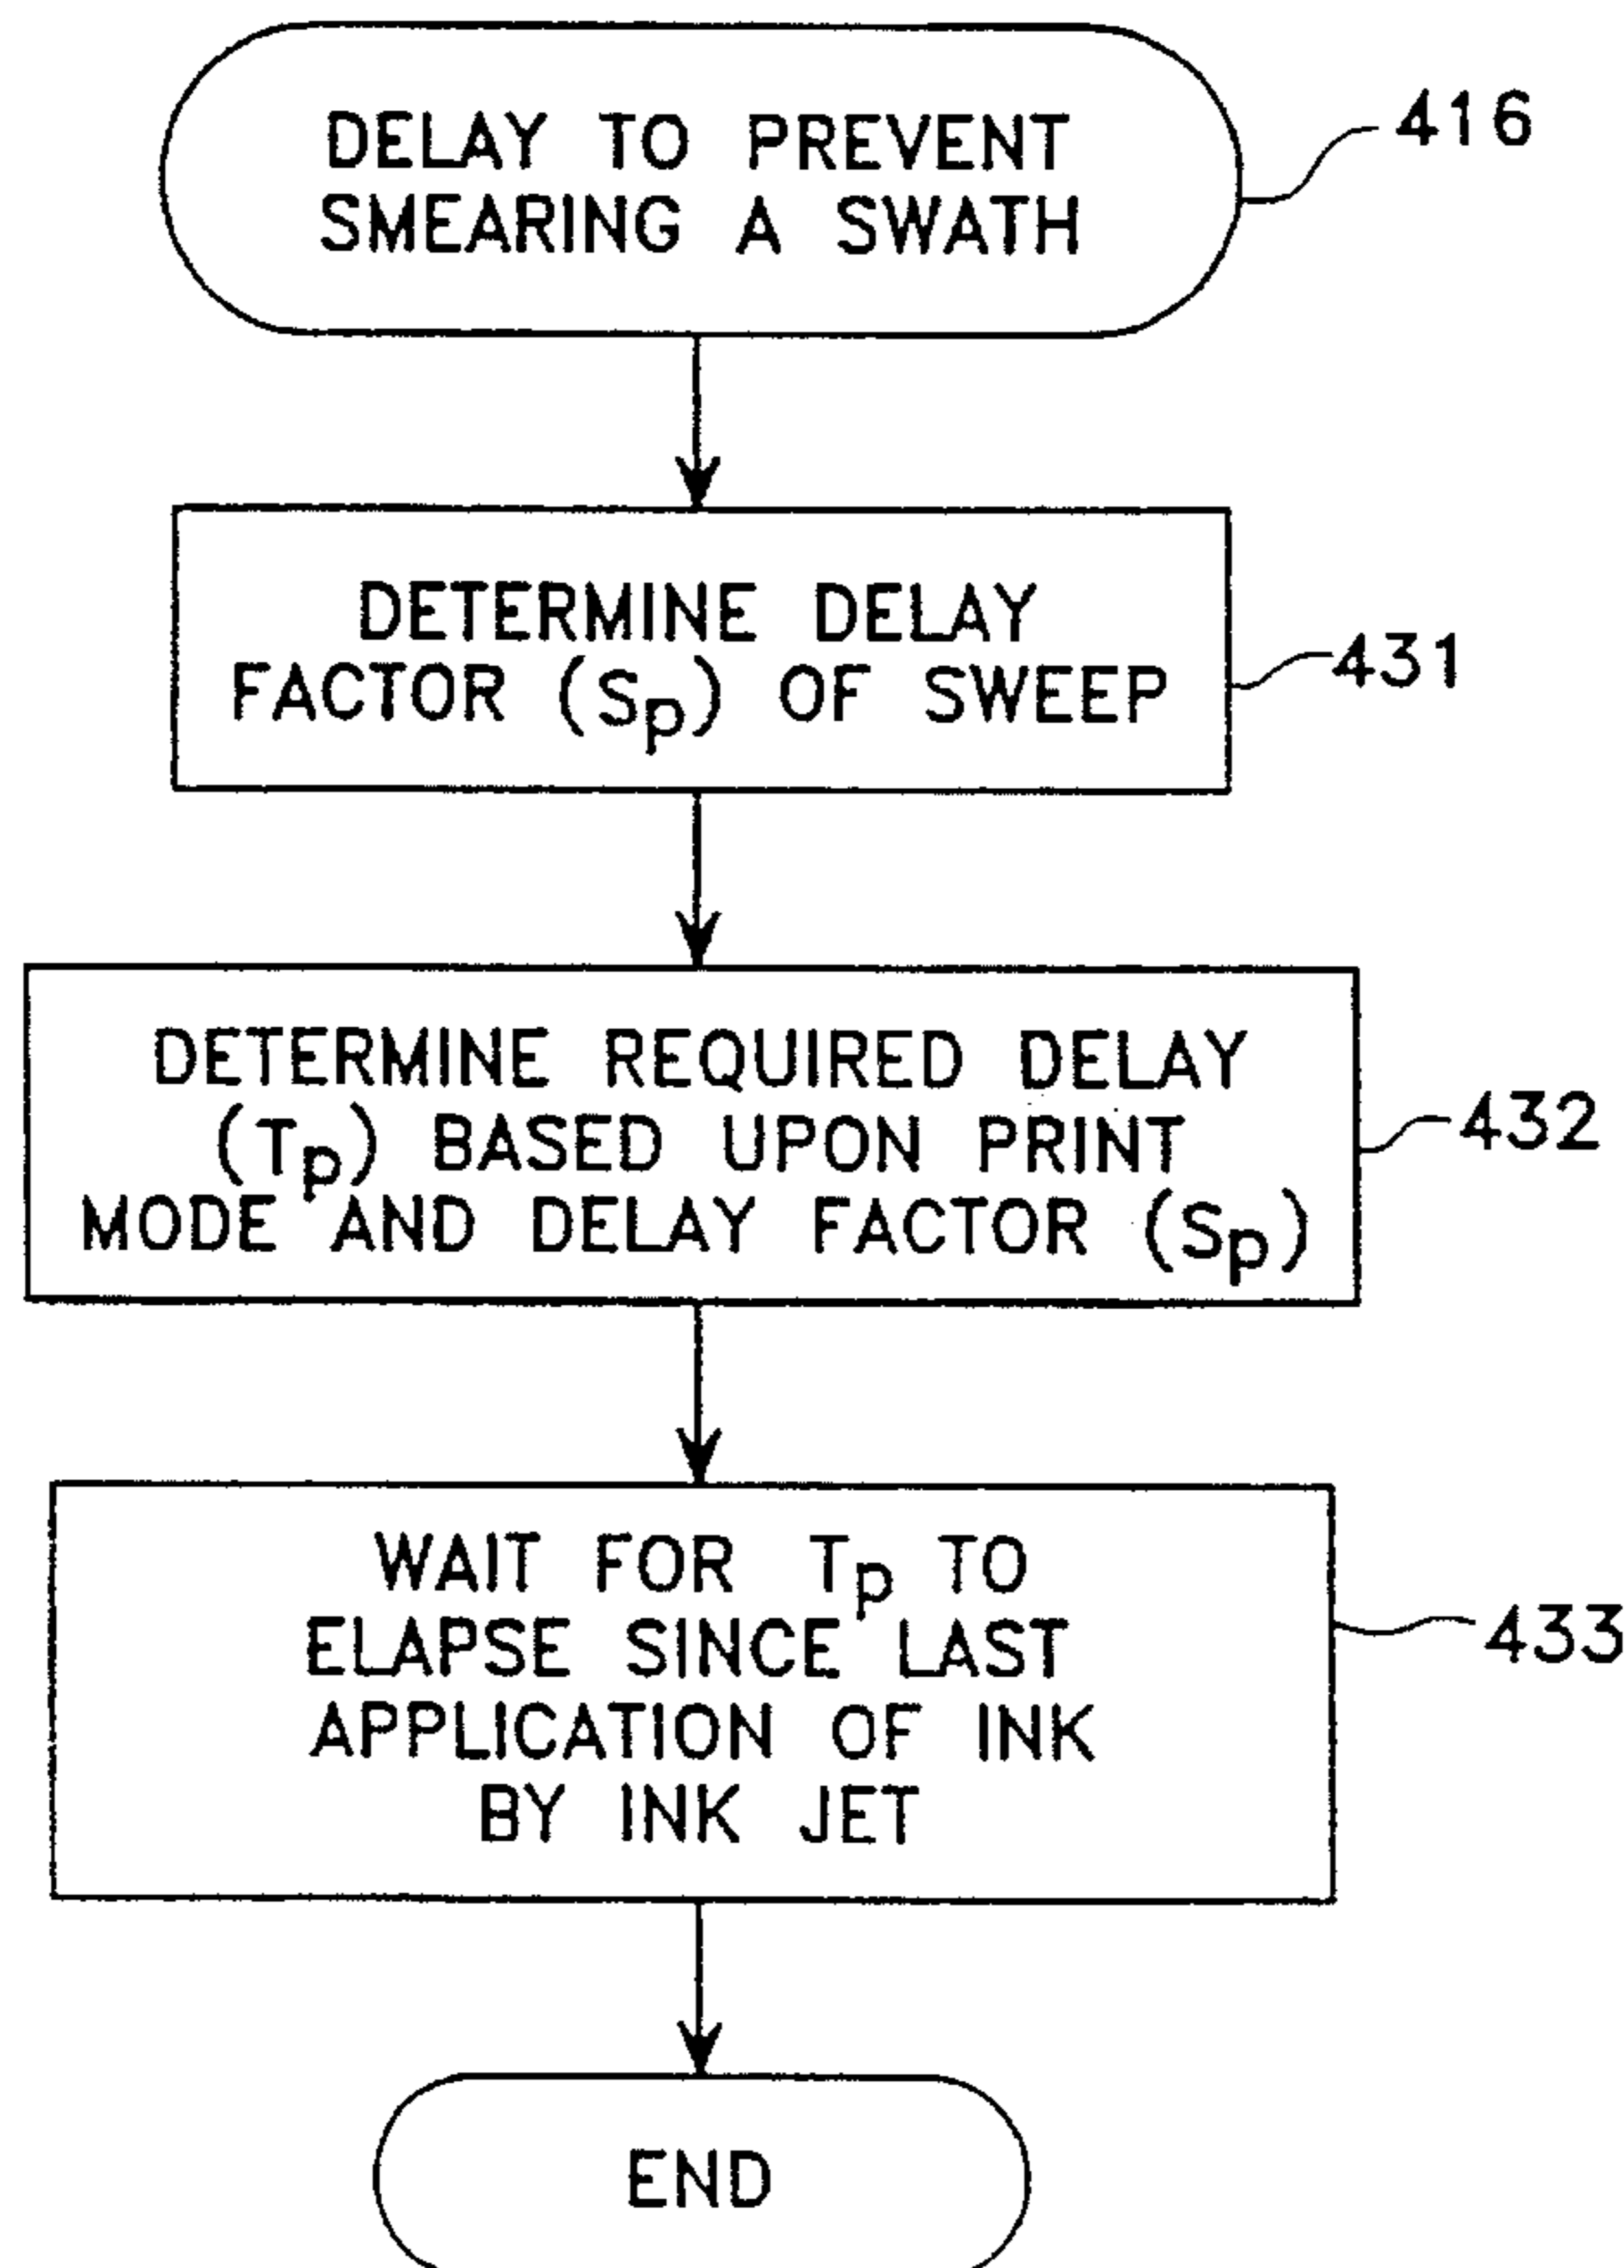 DELAY TO PREVENT
SMEARING A SWATH
416
DETERMINE DELAY
FACTOR (Sp) OF SWEEP
431
DETERMINE REQUIRED DELAY
(Tp) BASED UPON PRINT
MODE AND DELAY FACTOR (Sp)
432
WAIT FOR Tp TO
ELAPSE SINCE LAST
APPLICATION OF INK
BY INK JET
433
END